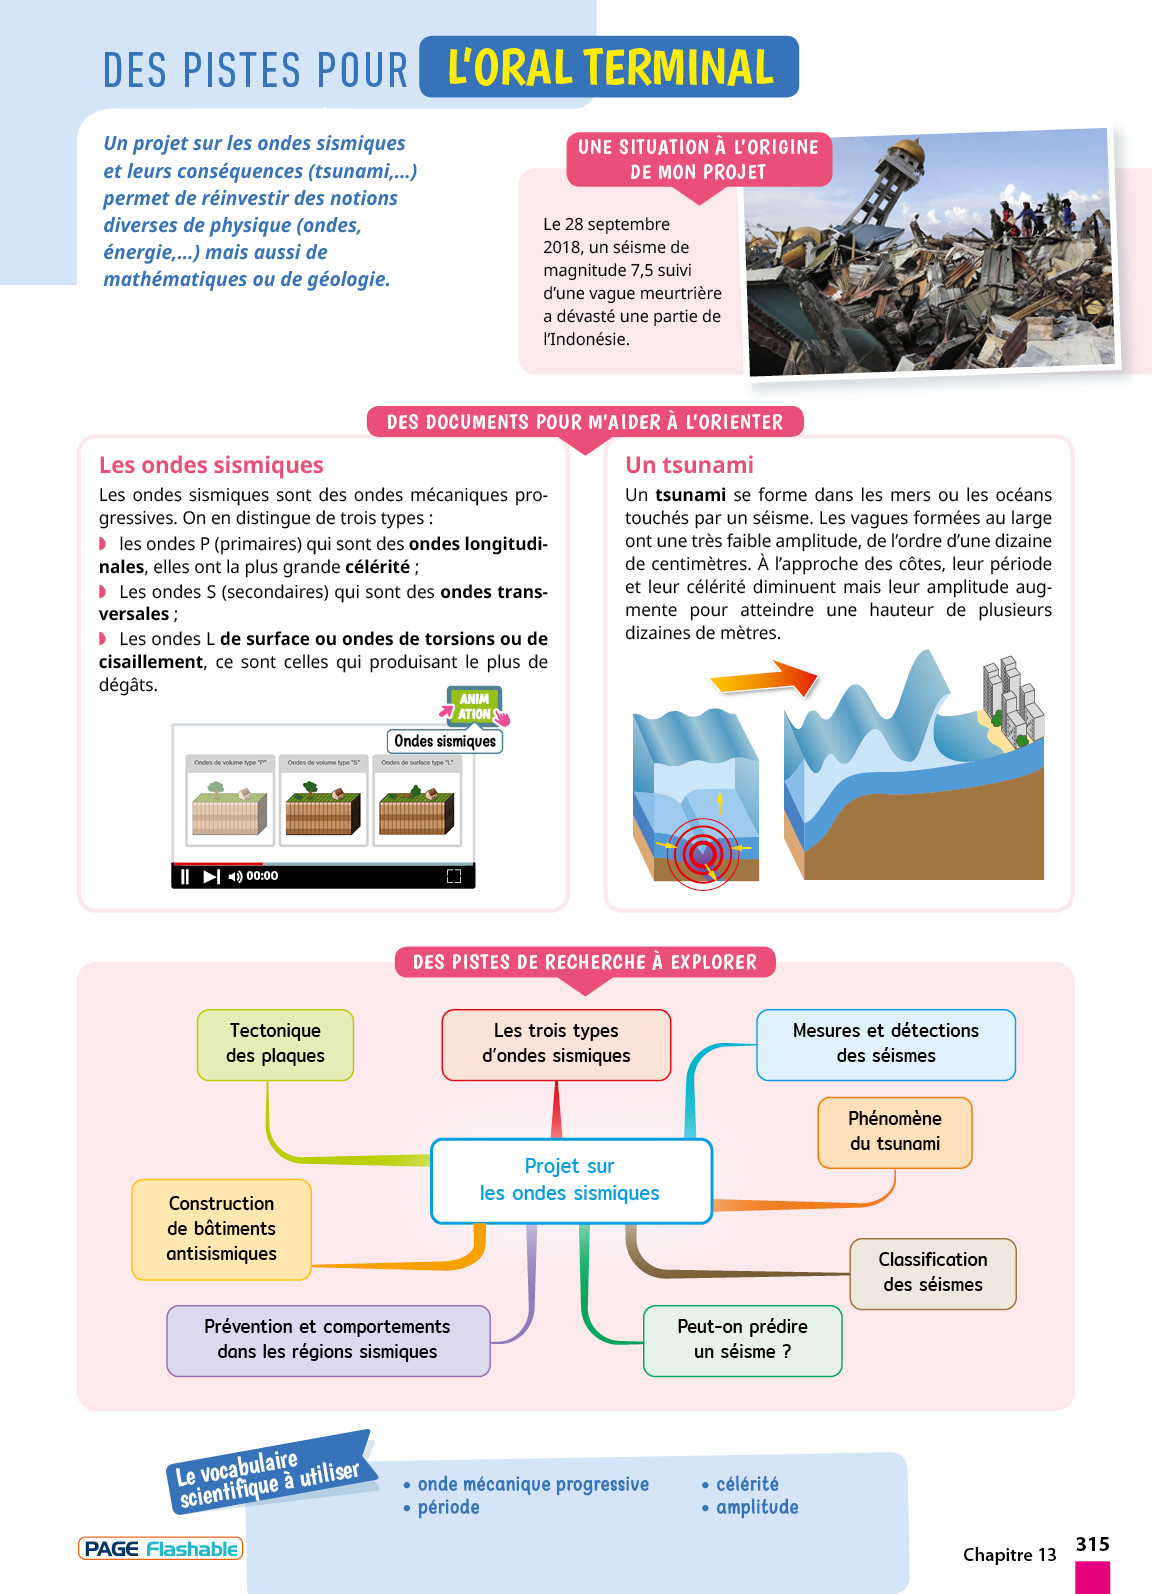 DES PISTES POUR L'ORAL TERMINAL
Un projet sur les ondes sismiques
et leurs conséquences (tsunami,...)
permet de réinvestir des notions
diverses de physique (ondes,
énergie,...) mais aussi de
mathématiques ou de géologie.
UNE SITUATION À L'ORIGINE
DE MON PROJET
Le 28 septembre
2018, un séisme de
magnitude 7,5 suivi
d'une vague meurtrière
a dévasté une partie de
l'Indonésie.
DES DOCUMENTS POUR M'AIDER À L'ORIENTER
Les ondes sismiques
Les ondes sismiques sont des ondes mécaniques pro-
gressives. On en distingue de trois types :
les ondes P (primaires) qui sont des ondes longitudi-
nales, elles ont la plus grande célérité ;
Les ondes S (secondaires) qui sont des ondes trans-
versales ;
Les ondes L de surface ou ondes de torsions ou de
cisaillement, ce sont celles qui produisant le plus de
dégâts.
ANIM
ATION
Ondes sismiques
Ondes de volume type "P"
Ondes de volume type "S"
Ondes de surface type "L"
00:00
Un tsunami
Un tsunami se forme dans les mers ou les océans
touchés par un séisme. Les vagues formées au large
ont une très faible amplitude, de l'ordre d'une dizaine
de centimètres. À l'approche des côtes, leur période
et leur célérité diminuent mais leur amplitude aug-
mente pour atteindre une hauteur de plusieurs
dizaines de mètres.
DES PISTES DE RECHERCHE À EXPLORER
Tectonique
des plaques
Les trois types
d'ondes sismiques
Mesures et détections
des séismes
Phénomène
du tsunami
Projet sur
les ondes sismiques
Construction
de bâtiments
antisismiques
Classification
des séismes
Prévention et comportements
dans les régions sismiques
Peut-on prédire
un séisme ?
Le vocabulaire
scientifique à utiliser
• onde mécanique progressive
• période
• célérité
• amplitude
PAGE Flashable
Chapitre 13
315